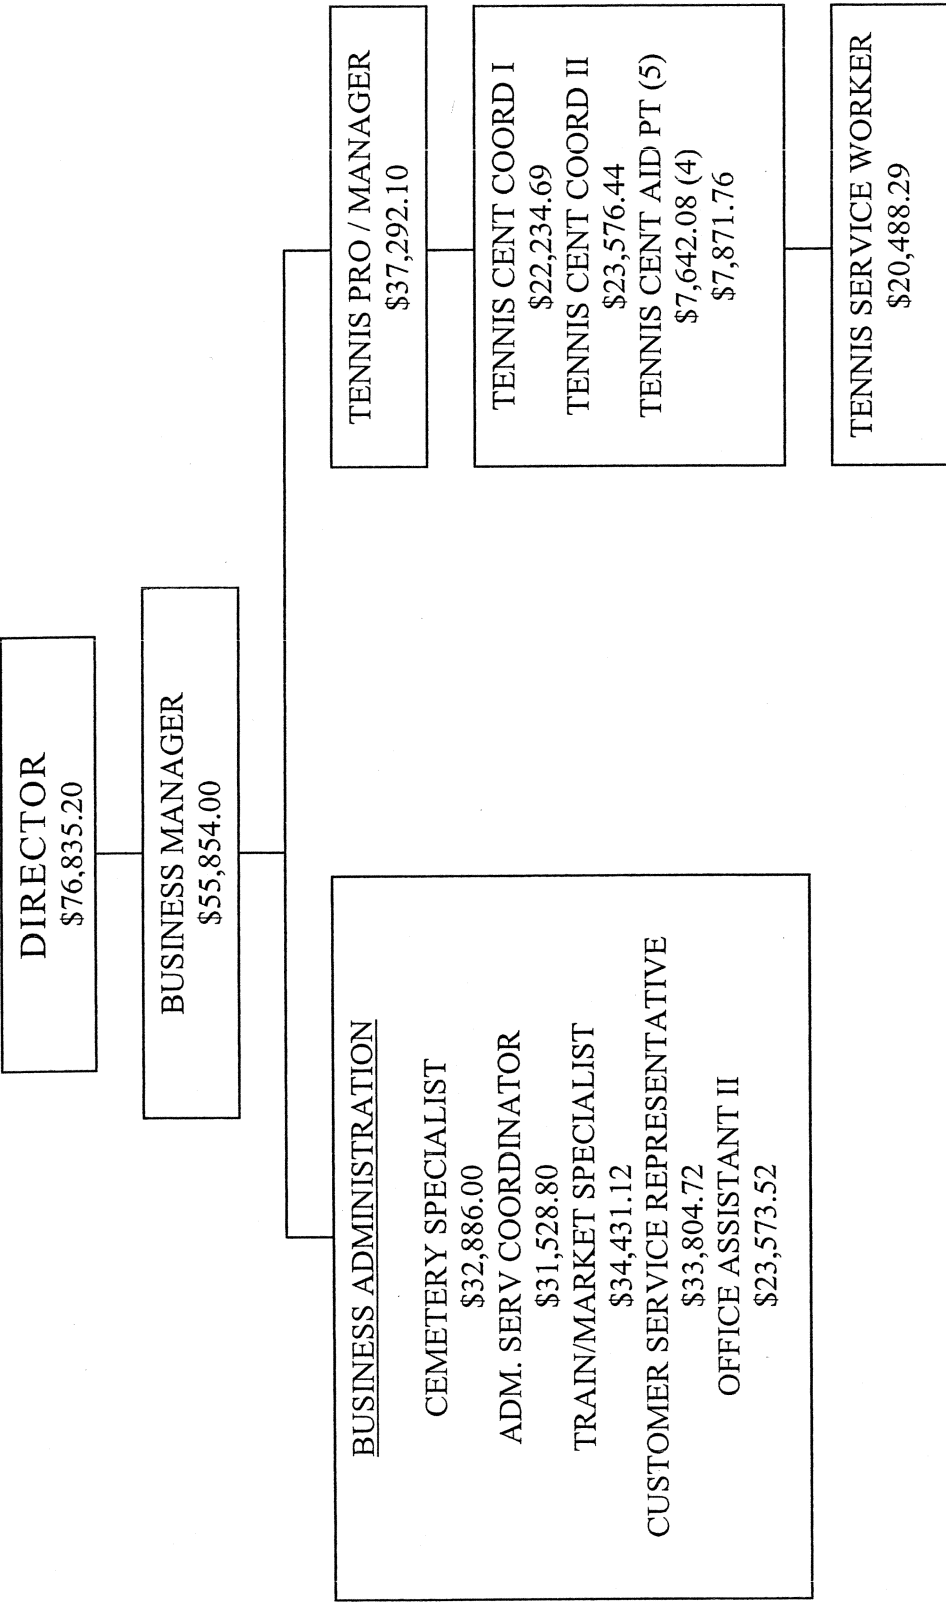 DIRECTOR
$76,835.20
BUSINESS MANAGER
$55,854.00
BUSINESS ADMINISTRATION
CEMETERY SPECIALIST
$32,886.00
ADM. SERV COORDINATOR
$31,528.80
TRAIN/MARKET SPECIALIST
$34,431.12
CUSTOMER SERVICE REPRESENTATIVE
$33,804.72
OFFICE ASSISTANT II
$23,573.52
TENNIS PRO / MANAGER
$37,292.10
TENNIS CENT COORD I
$22,234.69
TENNIS CENT COORD II
$23,576.44
TENNIS CENT AID PT (5)
$7,642.08 (4)
$7,871.76
TENNIS SERVICE WORKER
$20,488.29